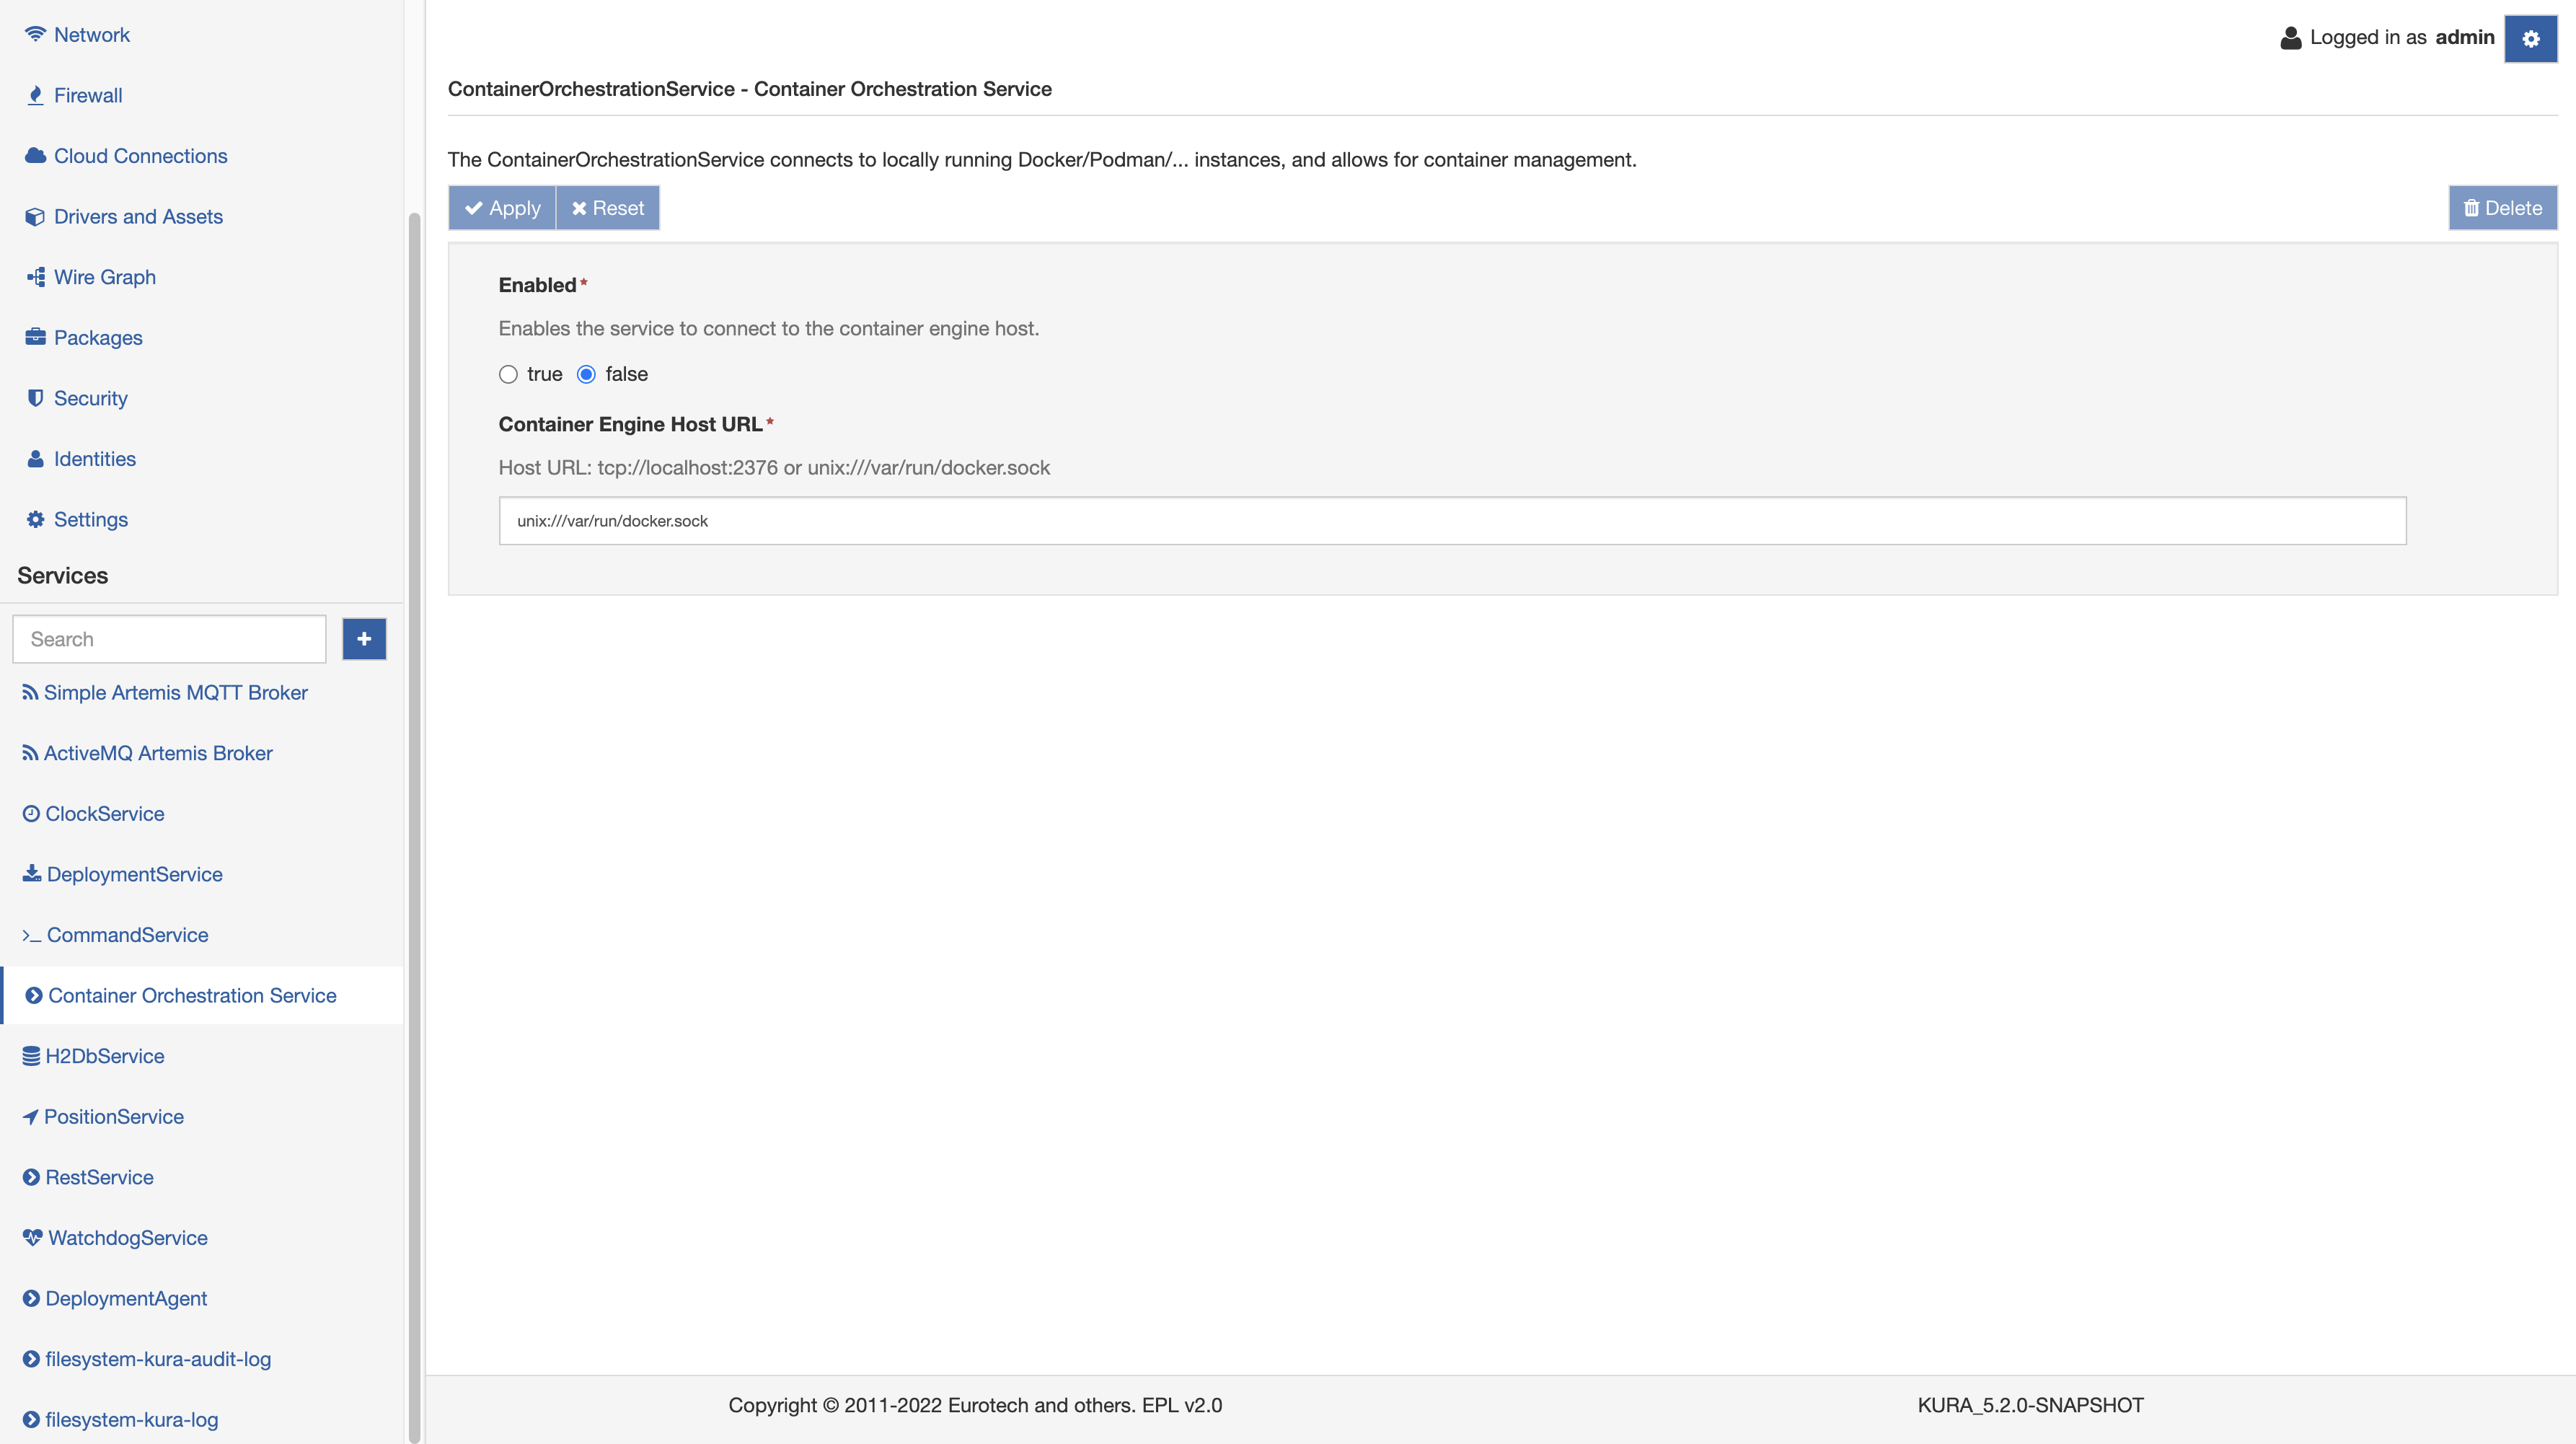 Network
Firewall
Cloud Connections
Drivers and Assets
Wire Graph
Packages
Security
Identities
Settings
Services
Search
Simple Artemis MQTT Broker
ActiveMQ Artemis Broker
ClockService
DeploymentService
CommandService
Container Orchestration Service
H2DbService
PositionService
RestService
WatchdogService
DeploymentAgent
filesystem-kura-audit-log
filesystem-kura-log
Logged in as admin
ContainerOrchestrationService - Container Orchestration Service
The ContainerOrchestrationService connects to locally running Docker/Podman/... instances, and allows for container management.
Apply Reset Delete
Enabled*
Enables the service to connect to the container engine host.
true false
Container Engine Host URL*
Host URL: tcp://localhost:2376 or unix:///var/run/docker.sock
unix:///var/run/docker.sock
Copyright © 2011-2022 Eurotech and others. EPL v2.0
KURA_5.2.0-SNAPSHOT